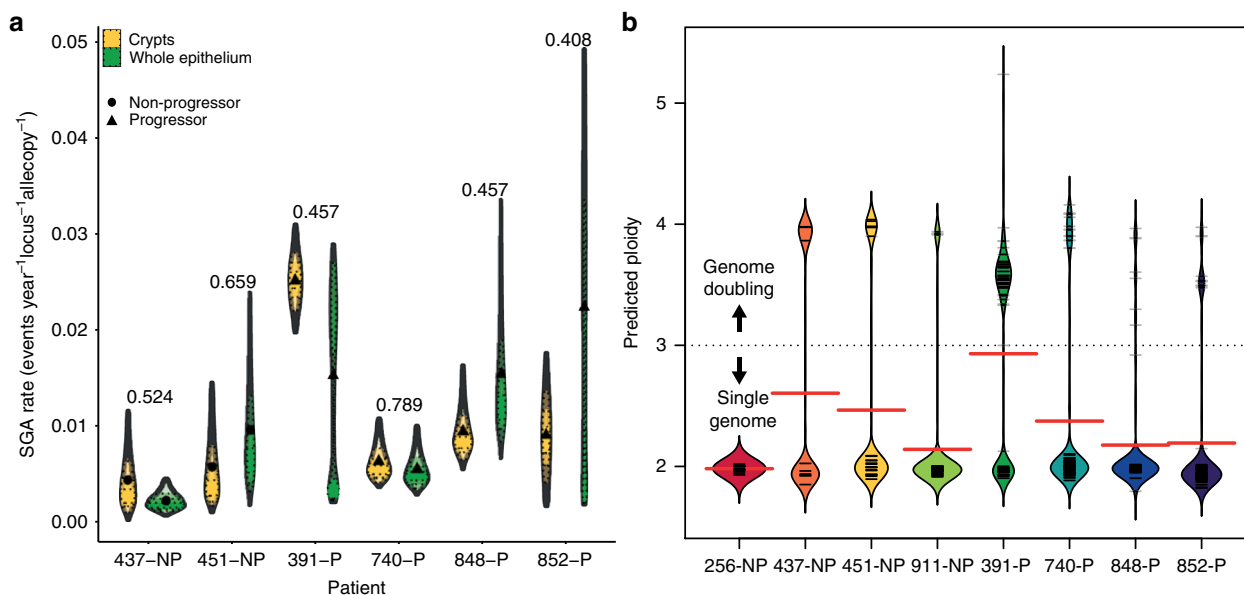 a
SGA rate (events year⁻¹locus⁻¹allecopy⁻¹)
0.05
0.04
0.03
0.02
0.01
0.00
Crypts
Whole epithelium
Non-progressor
Progressor
0.524
0.659
0.457
0.789
0.457
0.408
437–NP 451–NP 391–P 740–P 848–P 852–P
Patient
b
Predicted ploidy
5
4
3
2
Genome
doubling
Single
genome
256-NP 437-NP 451-NP 911-NP 391-P 740-P 848-P 852-P